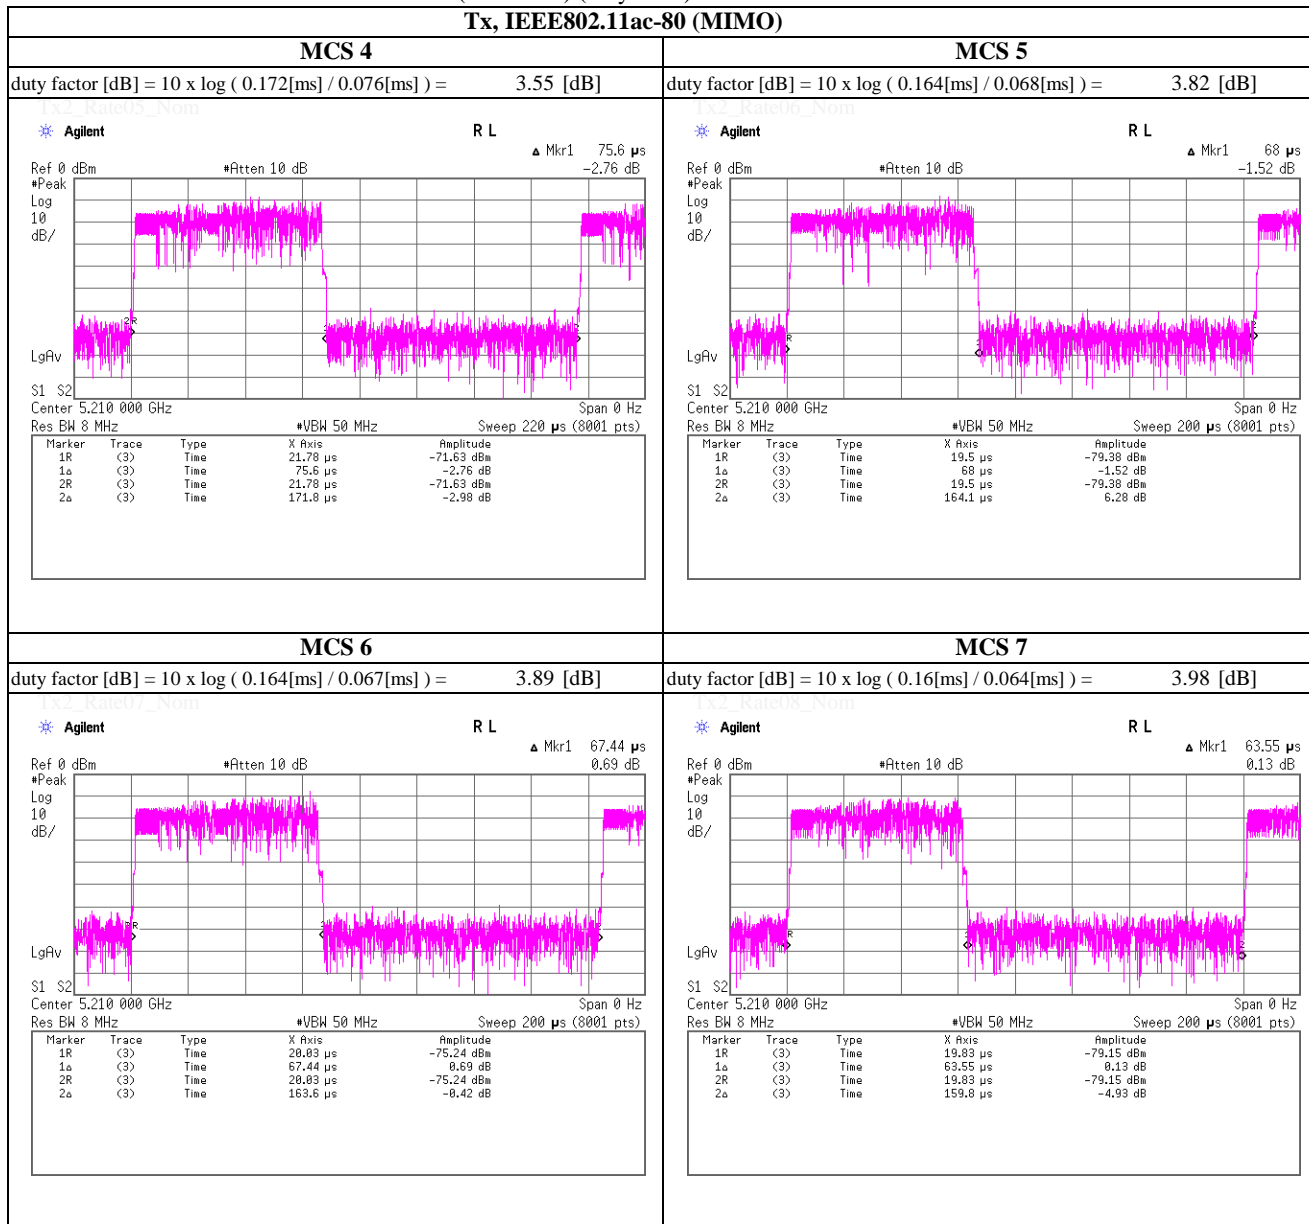 Tx, IEEE802.11ac-80 (MIMO)
MCS 4
duty factor [dB] = 10 x log ( 0.172[ms] / 0.076[ms] ) = 3.55 [dB]
Tx2_Rate05_Nom
Agilent R L
Δ Mkr1 75.6 µs
Ref 0 dBm #Atten 10 dB -2.76 dB
#Peak
Log
10
dB/
2R
LgAv
S1 S2
Center 5.210 000 GHz Span 0 Hz
Res BW 8 MHz #VBW 50 MHz Sweep 220 µs (8001 pts)
Marker Trace Type X Axis Amplitude
1R (3) Time 21.78 µs -71.63 dBm
1Δ (3) Time 75.6 µs -2.76 dB
2R (3) Time 21.78 µs -71.63 dBm
2Δ (3) Time 171.8 µs -2.98 dB
MCS 5
duty factor [dB] = 10 x log ( 0.164[ms] / 0.068[ms] ) = 3.82 [dB]
Tx2_Rate06_Nom
Agilent R L
Δ Mkr1 68 µs
Ref 0 dBm #Atten 10 dB -1.52 dB
#Peak
Log
10
dB/
R
2
LgAv
S1 S2
Center 5.210 000 GHz Span 0 Hz
Res BW 8 MHz #VBW 50 MHz Sweep 200 µs (8001 pts)
Marker Trace Type X Axis Amplitude
1R (3) Time 19.5 µs -79.38 dBm
1Δ (3) Time 68 µs -1.52 dB
2R (3) Time 19.5 µs -79.38 dBm
2Δ (3) Time 164.1 µs 6.28 dB
MCS 6
duty factor [dB] = 10 x log ( 0.164[ms] / 0.067[ms] ) = 3.89 [dB]
Tx2_Rate07_Nom
Agilent R L
Δ Mkr1 67.44 µs
Ref 0 dBm #Atten 10 dB 0.69 dB
#Peak
Log
10
dB/
R
LgAv
S1 S2
Center 5.210 000 GHz Span 0 Hz
Res BW 8 MHz #VBW 50 MHz Sweep 200 µs (8001 pts)
Marker Trace Type X Axis Amplitude
1R (3) Time 20.03 µs -75.24 dBm
1Δ (3) Time 67.44 µs 0.69 dB
2R (3) Time 20.03 µs -75.24 dBm
2Δ (3) Time 163.6 µs -0.42 dB
MCS 7
duty factor [dB] = 10 x log ( 0.16[ms] / 0.064[ms] ) = 3.98 [dB]
Tx2_Rate08_Nom
Agilent R L
Δ Mkr1 63.55 µs
Ref 0 dBm #Atten 10 dB 0.13 dB
#Peak
Log
10
dB/
R
2
LgAv
S1 S2
Center 5.210 000 GHz Span 0 Hz
Res BW 8 MHz #VBW 50 MHz Sweep 200 µs (8001 pts)
Marker Trace Type X Axis Amplitude
1R (3) Time 19.83 µs -79.15 dBm
1Δ (3) Time 63.55 µs 0.13 dB
2R (3) Time 19.83 µs -79.15 dBm
2Δ (3) Time 159.8 µs -4.93 dB